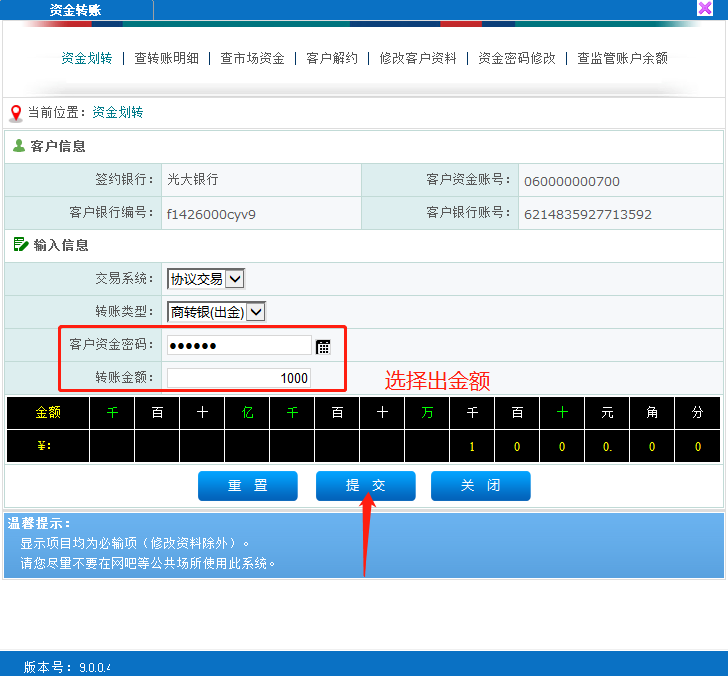 资金转账
资金划转 | 查转账明细 | 查市场资金 | 客户解约 | 修改客户资料 | 资金密码修改 | 查监管账户余额
当前位置：资金划转
客户信息
签约银行： 光大银行 客户资金账号： 060000000700
客户银行编号： f1426000cyv9 客户银行账号： 6214835927713592
输入信息
交易系统： 协议交易
转账类型： 商转银(出金)
客户资金密码： ●●●●●●
转账金额： 1000
选择出金额
金额 千 百 十 亿 千 百 十 万 千 百 十 元 角 分
¥: 1 0 0 0. 0 0
重 置 提 交 关 闭
温馨提示：
显示项目均为必输项（修改资料除外）。
请您尽量不要在网吧等公共场所使用此系统。
版本号：9.0.0.4